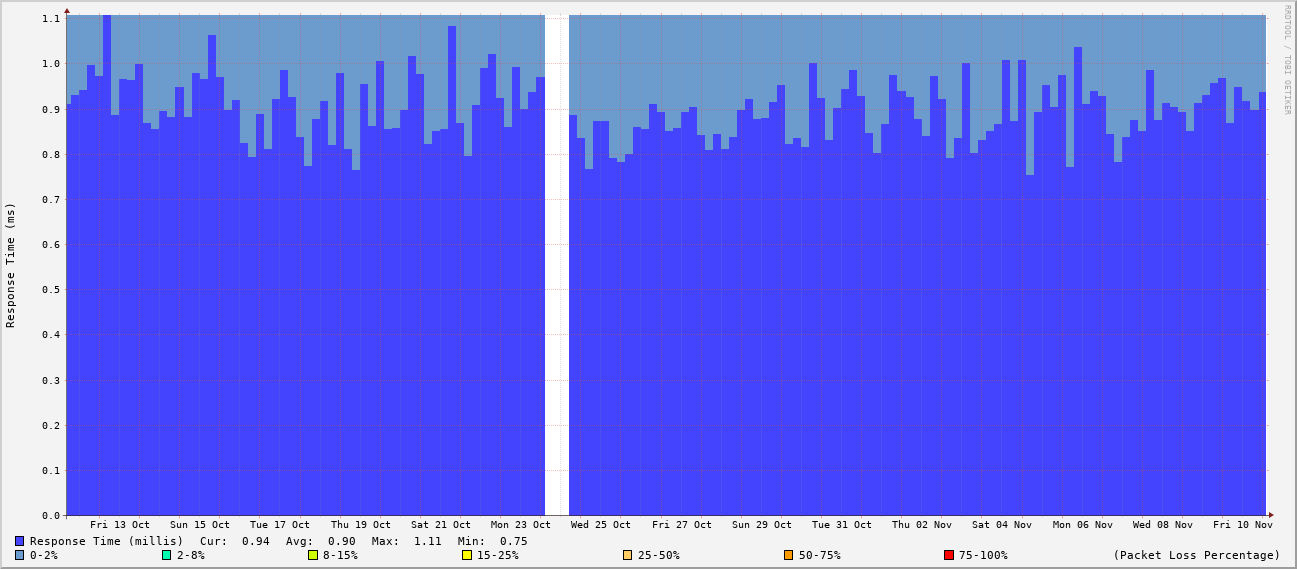 1.1
1.0
0.9
0.8
0.7
0.6
0.5
0.4
0.3
0.2
0.1
0.0
Response Time (ms)
RRDTOOL / TOBI OETIKER
Fri 13 Oct Sun 15 Oct Tue 17 Oct Thu 19 Oct Sat 21 Oct Mon 23 Oct Wed 25 Oct Fri 27 Oct Sun 29 Oct Tue 31 Oct Thu 02 Nov Sat 04 Nov Mon 06 Nov Wed 08 Nov Fri 10 Nov
Response Time (millis) Cur: 0.94 Avg: 0.90 Max: 1.11 Min: 0.75
0-2% 2-8% 8-15% 15-25% 25-50% 50-75% 75-100% (Packet Loss Percentage)